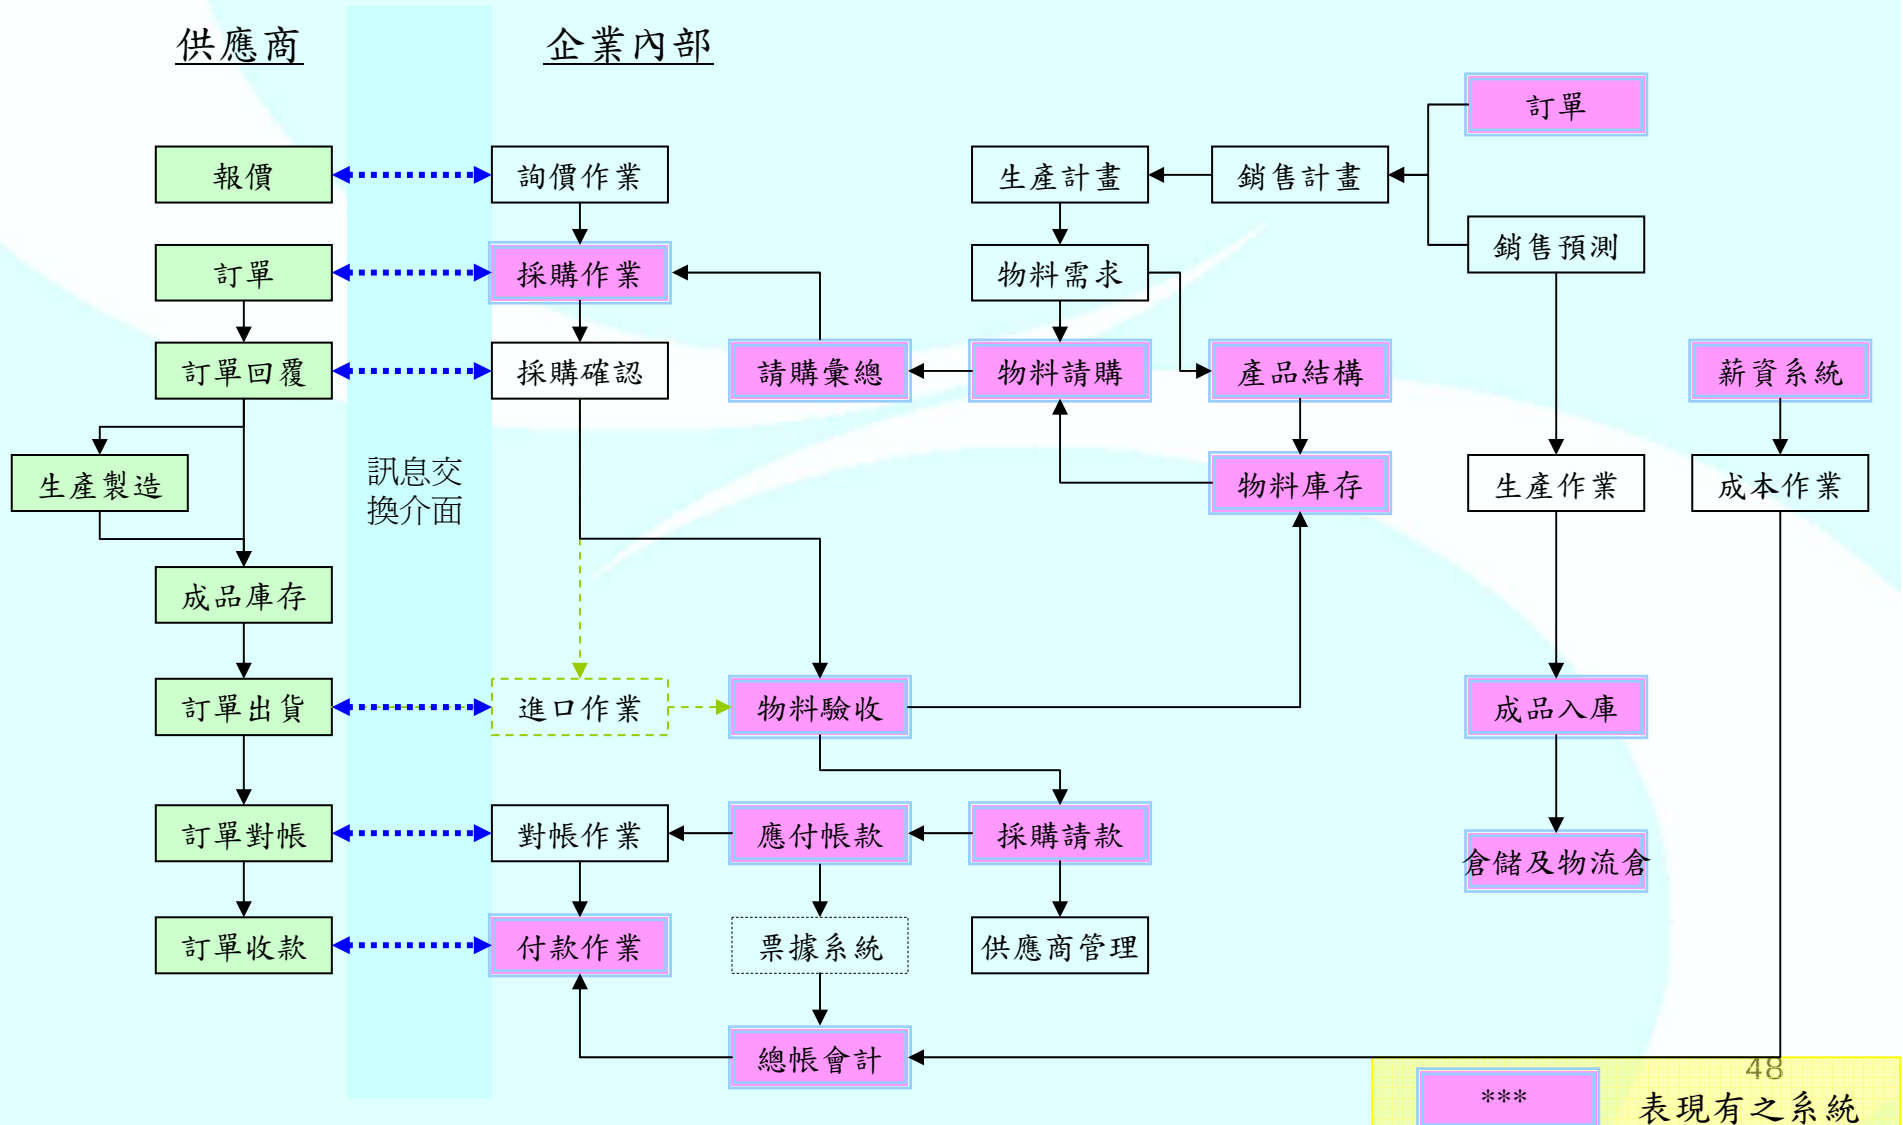 供應商
企業內部
訂單
報價
詢價作業
生產計畫
銷售計畫
銷售預測
訂單
採購作業
物料需求
訂單回覆
採購確認
請購彙總
物料請購
產品結構
薪資系統
生產製造
訊息交
換介面
物料庫存
生產作業
成本作業
成品庫存
訂單出貨
進口作業
物料驗收
成品入庫
訂單對帳
對帳作業
應付帳款
採購請款
倉儲及物流倉
訂單收款
付款作業
票據系統
供應商管理
總帳會計
48
***
表現有之系統